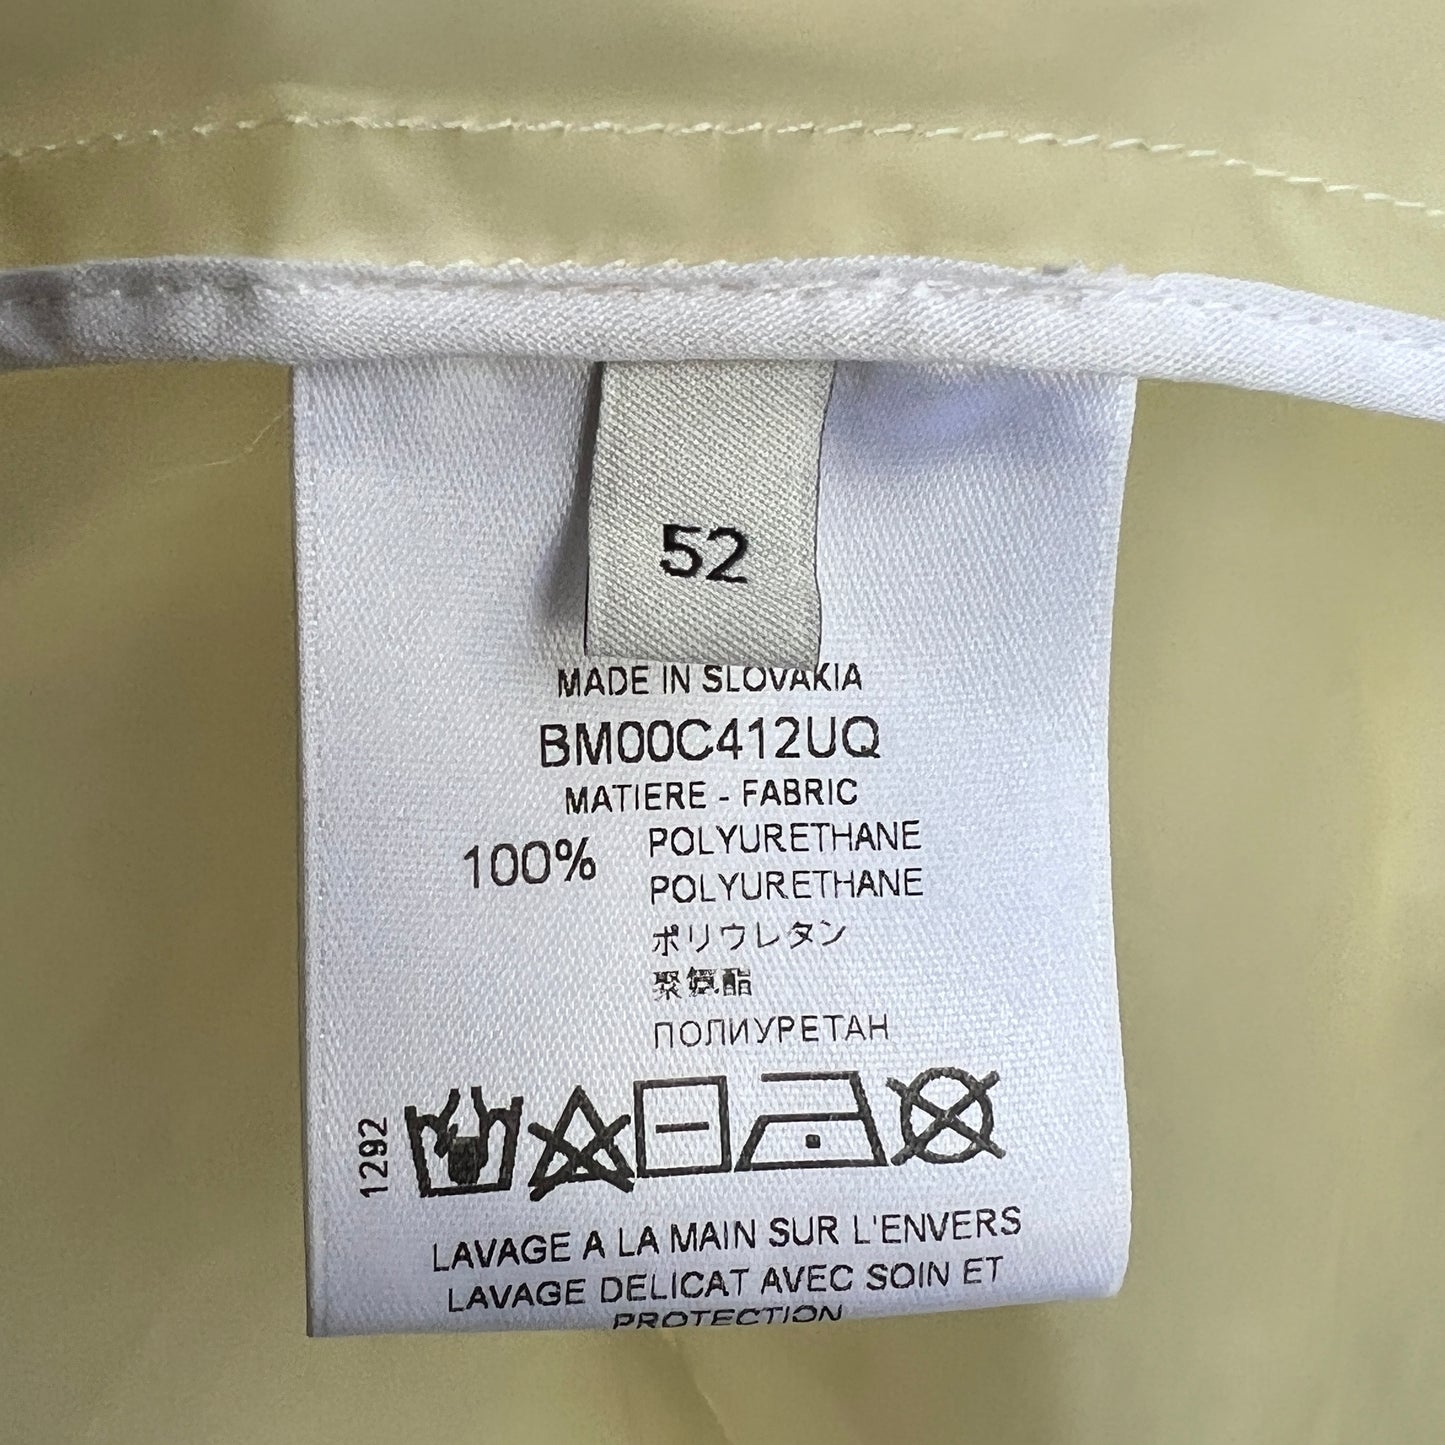 52
MADE IN SLOVAKIA
BM00C412UQ
MATIERE - FABRIC
100% POLYURETHANE
POLYURETHANE
ポリウレタン
聚氨酯
ПОЛИУРЕТАН
1292
LAVAGE A LA MAIN SUR L'ENVERS
LAVAGE DELICAT AVEC SOIN ET
PROTECTION